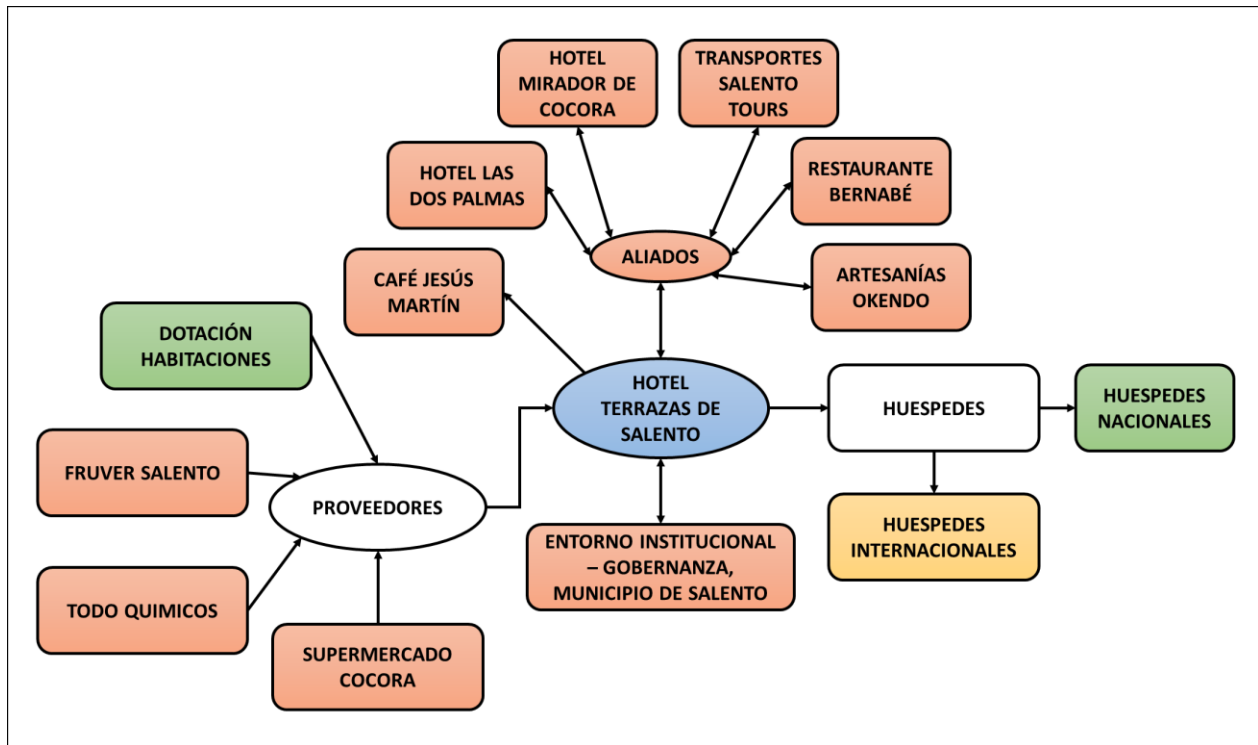 HOTEL
MIRADOR DE
COCORA
TRANSPORTES
SALENTO
TOURS
HOTEL LAS
DOS PALMAS
RESTAURANTE
BERNABÉ
ALIADOS
CAFÉ JESÚS
MARTÍN
ARTESANÍAS
OKENDO
DOTACIÓN
HABITACIONES
HOTEL
TERRAZAS DE
SALENTO
HUESPEDES
HUESPEDES
NACIONALES
FRUVER SALENTO
PROVEEDORES
HUESPEDES
INTERNACIONALES
ENTORNO INSTITUCIONAL
– GOBERNANZA,
MUNICIPIO DE SALENTO
TODO QUIMICOS
SUPERMERCADO
COCORA